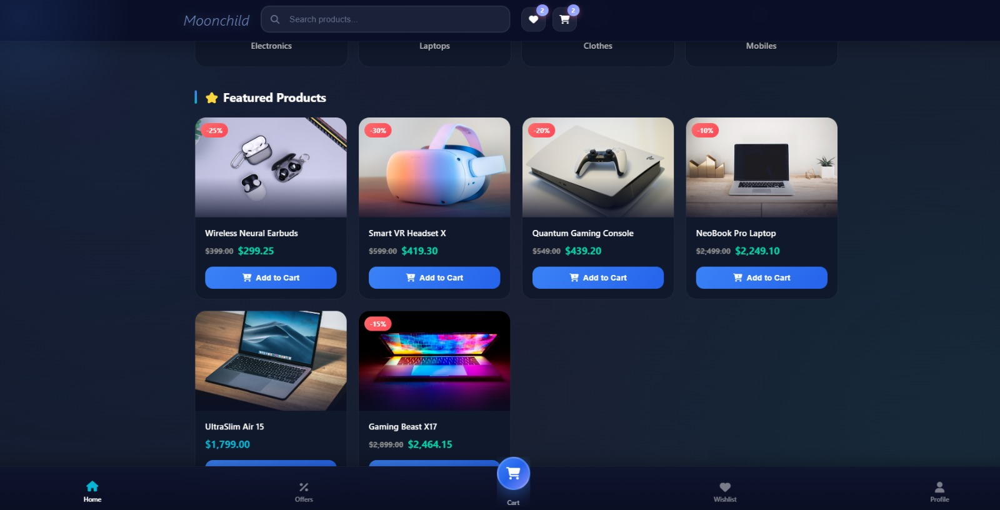 Moonchild
Search products...
2
2
Electronics
Laptops
Clothes
Mobiles
Featured Products
-25%
-30%
-20%
-10%
Wireless Neural Earbuds
$399.00 $299.25
Add to Cart
Smart VR Headset X
$599.00 $419.30
Add to Cart
Quantum Gaming Console
$549.00 $439.20
Add to Cart
NeoBook Pro Laptop
$2,499.00 $2,249.10
Add to Cart
UltraSlim Air 15
$1,799.00
-15%
Gaming Beast X17
$2,899.00 $2,464.15
Home
Offers
Cart
Wishlist
Profile